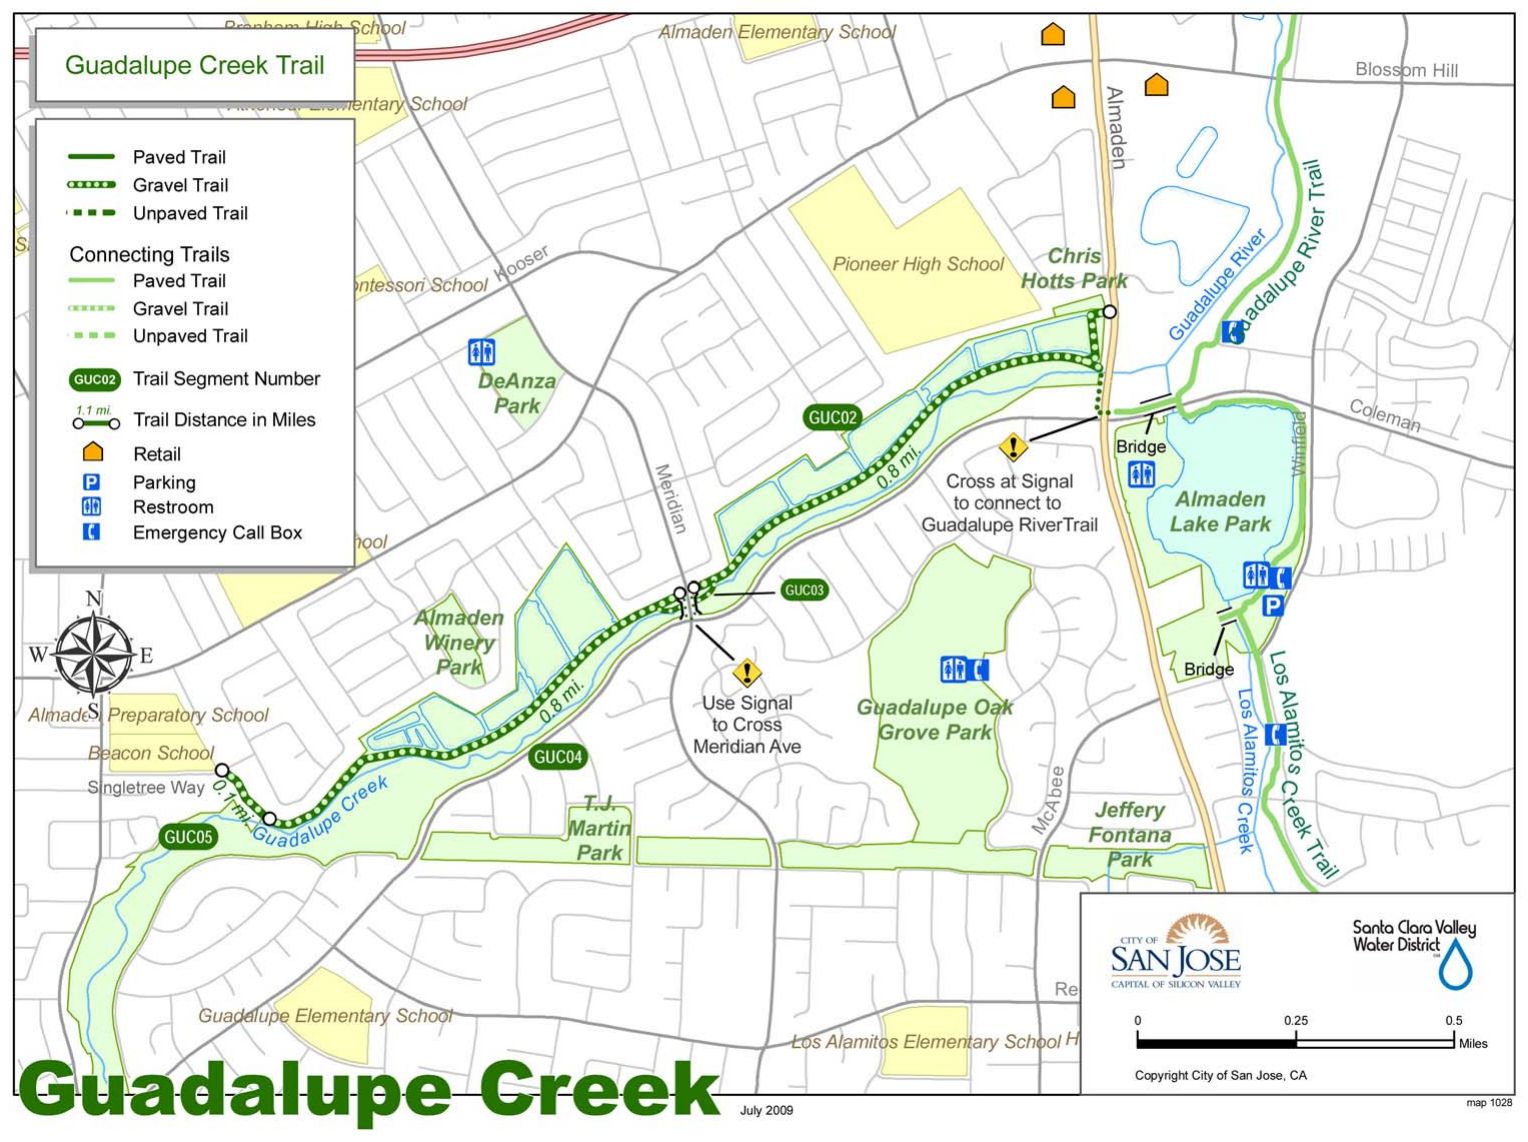 Guadalupe Creek Trail
Paved Trail
Gravel Trail
Unpaved Trail
Connecting Trails
Paved Trail
Gravel Trail
Unpaved Trail
GUC02 Trail Segment Number
1.1 mi. Trail Distance in Miles
Retail
P Parking
Restroom
Emergency Call Box
Branham High School
Almaden Elementary School
Elementary School
ontessori School
hool
Blossom Hill
Almaden
Kooser
Pioneer High School
Chris
Hotts Park
Guadalupe River
Guadalupe River Trail
DeAnza
Park
GUC02
0.8 mi.
Meridian
!
Cross at Signal
to connect to
Guadalupe RiverTrail
Bridge
Coleman
Winfield
Almaden
Lake Park
P
Bridge
GUC03
!
Use Signal
to Cross
Meridian Ave
Almaden
Winery
Park
0.8 mi.
GUC04
Guadalupe Oak
Grove Park
N
W
E
S
Almaden Preparatory School
Beacon School
Singletree Way
0.1 mi.
Guadalupe Creek
GUC05
T.J.
Martin
Park
McAbee
Jeffery
Fontana
Park
Los Alamitos Creek
Los Alamitos Creek Trail
Guadalupe Elementary School
Los Alamitos Elementary School
H
Re
CITY OF
SAN JOSE
CAPITAL OF SILICON VALLEY
Santa Clara Valley
Water District
0
0.25
0.5
Miles
Copyright City of San Jose, CA
Guadalupe Creek
July 2009
map 1028